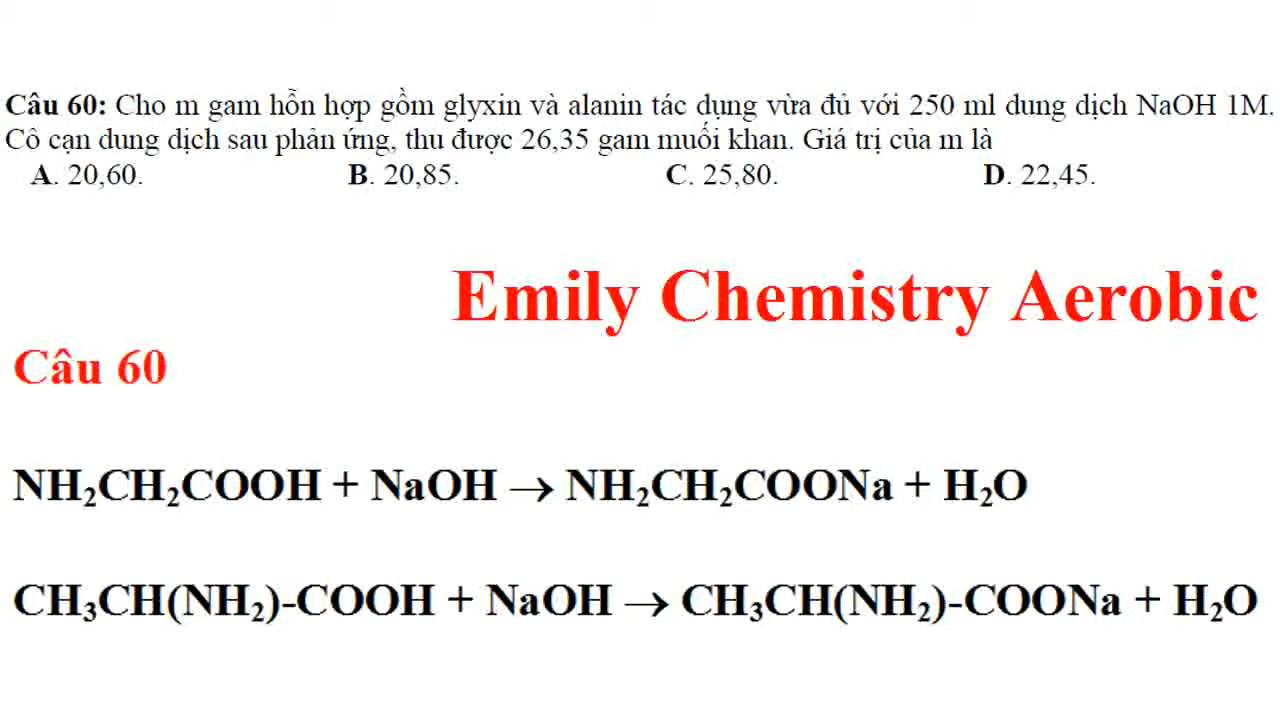 Câu 60: Cho m gam hỗn hợp gồm glyxin và alanin tác dụng vừa đủ với 250 ml dung dịch NaOH 1M.
Cô cạn dung dịch sau phản ứng, thu được 26,35 gam muối khan. Giá trị của m là
A. 20,60. B. 20,85. C. 25,80. D. 22,45.
Emily Chemistry Aerobic
Câu 60
NH₂CH₂COOH + NaOH → NH₂CH₂COONa + H₂O
CH₃CH(NH₂)-COOH + NaOH → CH₃CH(NH₂)-COONa + H₂O